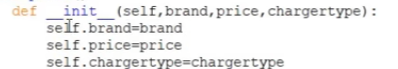 def __init__(self,brand,price,chargertype):
    self.brand=brand
    self.price=price
    self.chargertype=chargertype